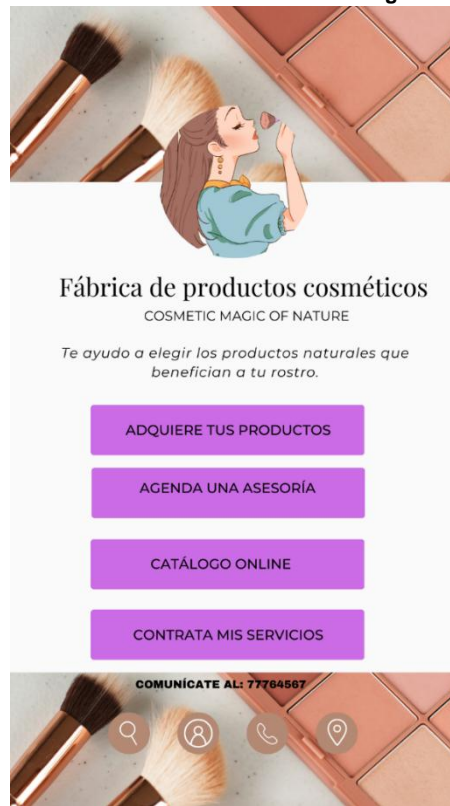 Fábrica de productos cosméticos
COSMETIC MAGIC OF NATURE
Te ayudo a elegir los productos naturales que
benefician a tu rostro.
ADQUIERE TUS PRODUCTOS
AGENDA UNA ASESORÍA
CATÁLOGO ONLINE
CONTRATA MIS SERVICIOS
COMUNÍCATE AL: 77764567